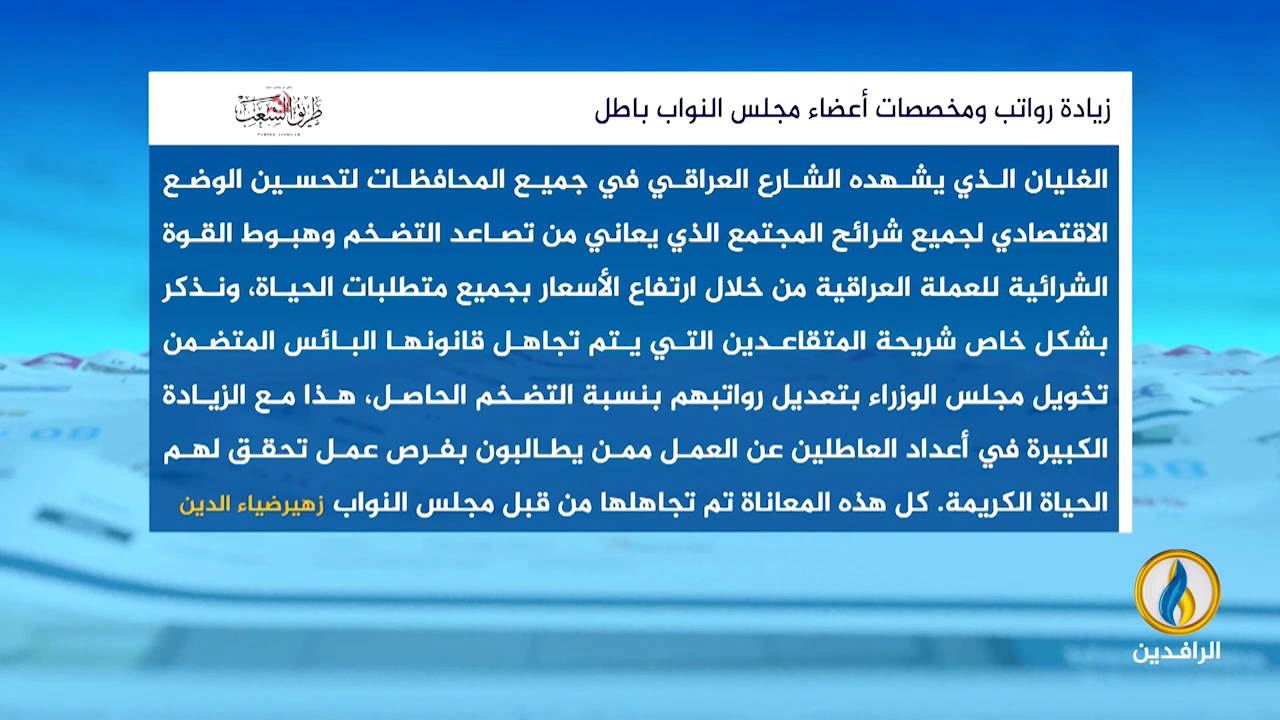 زيادة رواتب ومخصصات أعضاء مجلس النواب باطل
طريق الشعب
الغليان الذي يشهده الشارع العراقي في جميع المحافظات لتحسين الوضع
الاقتصادي لجميع شرائح المجتمع الذي يعاني من تصاعد التضخم وهبوط القوة
الشرائية للعملة العراقية من خلال ارتفاع الأسعار بجميع متطلبات الحياة، ونذكر
بشكل خاص شريحة المتقاعدين التي يتم تجاهل قانونها البائس المتضمن
تخويل مجلس الوزراء بتعديل رواتبهم بنسبة التضخم الحاصل، هذا مع الزيادة
الكبيرة في أعداد العاطلين عن العمل ممن يطالبون بفرص عمل تحقق لهم
الحياة الكريمة. كل هذه المعاناة تم تجاهلها من قبل مجلس النواب زهيرضياء الدين
الرافدين